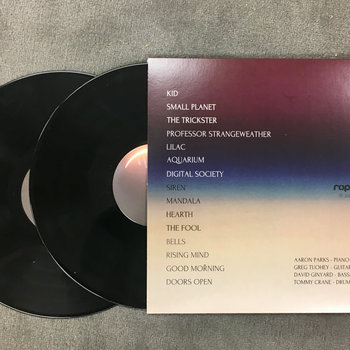 KID
SMALL PLANET
THE TRICKSTER
PROFESSOR STRANGEWEATHER
LILAC
AQUARIUM
DIGITAL SOCIETY
SIREN
MANDALA
HEARTH
THE FOOL
BELLS
RISING MIND
GOOD MORNING
DOORS OPEN
rop
AARON PARKS - PIANO
GREG TUOHEY - GUITAR
DAVID GINYARD - BASS
TOMMY CRANE - DRUM